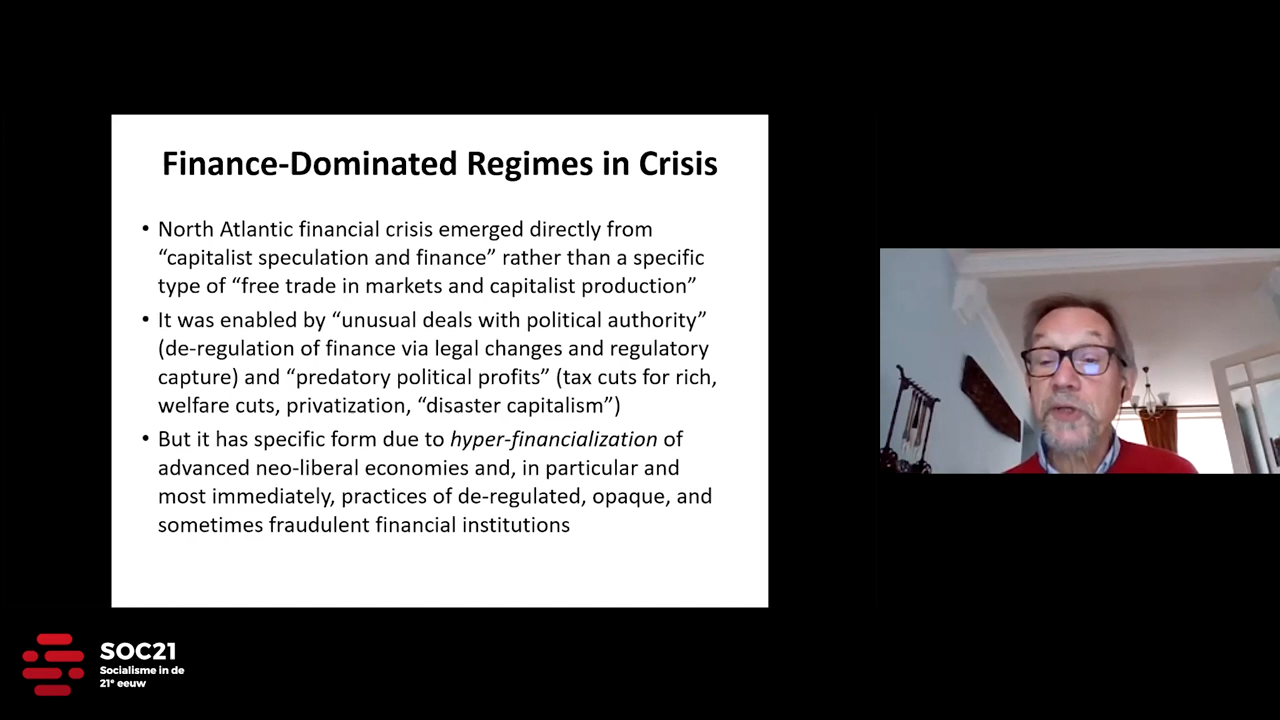 Finance-Dominated Regimes in Crisis
• North Atlantic financial crisis emerged directly from
“capitalist speculation and finance” rather than a specific
type of “free trade in markets and capitalist production”
• It was enabled by “unusual deals with political authority”
(de-regulation of finance via legal changes and regulatory
capture) and “predatory political profits” (tax cuts for rich,
welfare cuts, privatization, “disaster capitalism”)
• But it has specific form due to hyper-financialization of
advanced neo-liberal economies and, in particular and
most immediately, practices of de-regulated, opaque, and
sometimes fraudulent financial institutions
SOC21
Socialisme in de
21e eeuw